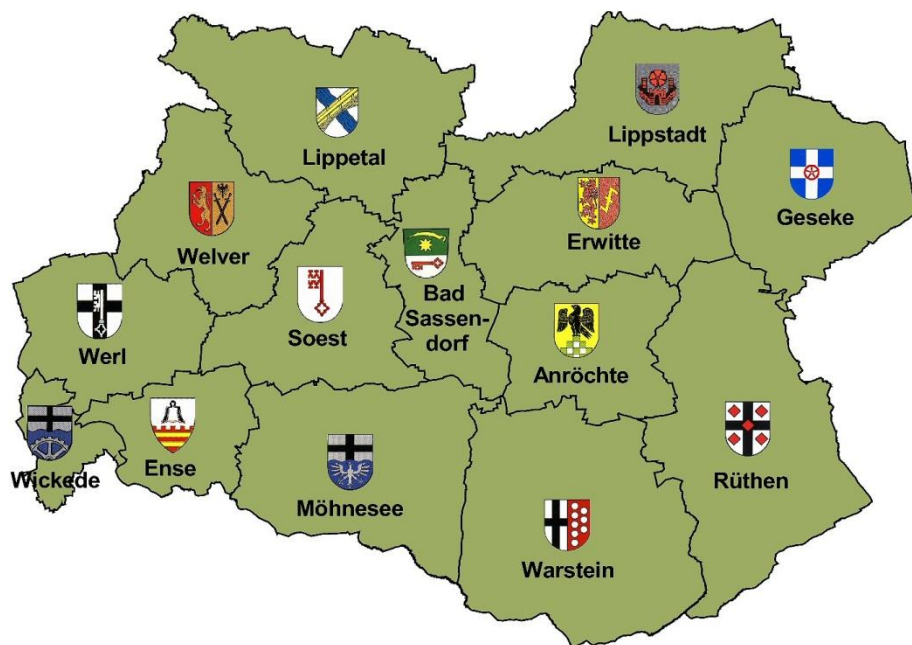 Lippetal
Lippstadt
Geseke
Welver
Erwitte
Soest
Bad
Sassen-
dorf
Werl
Anröchte
Wickede
Ense
Möhnesee
Rüthen
Warstein